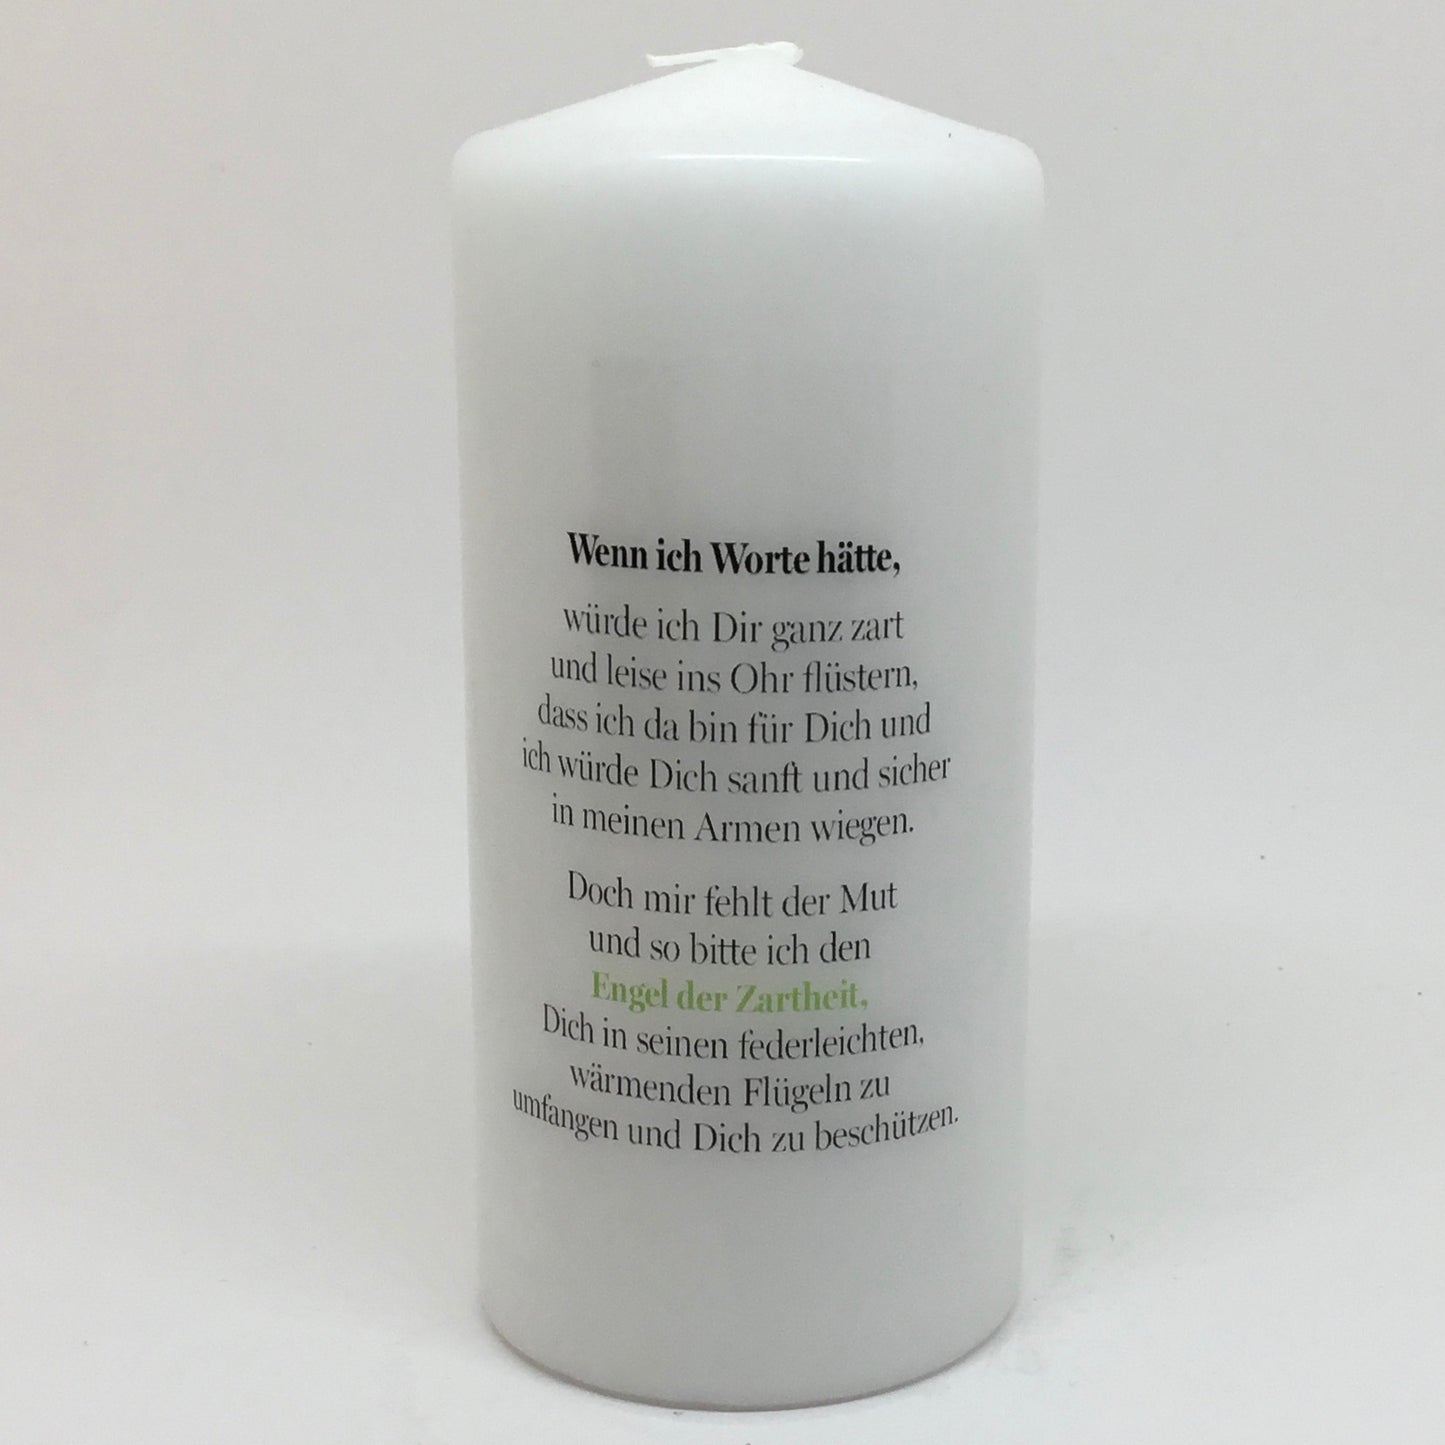 Wenn ich Worte hätte,
würde ich Dir ganz zart
und leise ins Ohr flüstern,
dass ich da bin für Dich und
ich würde Dich sanft und sicher
in meinen Armen wiegen.
Doch mir fehlt der Mut
und so bitte ich den
Engel der Zartheit,
Dich in seinen federleichten,
wärmenden Flügeln zu
umfangen und Dich zu beschützen.